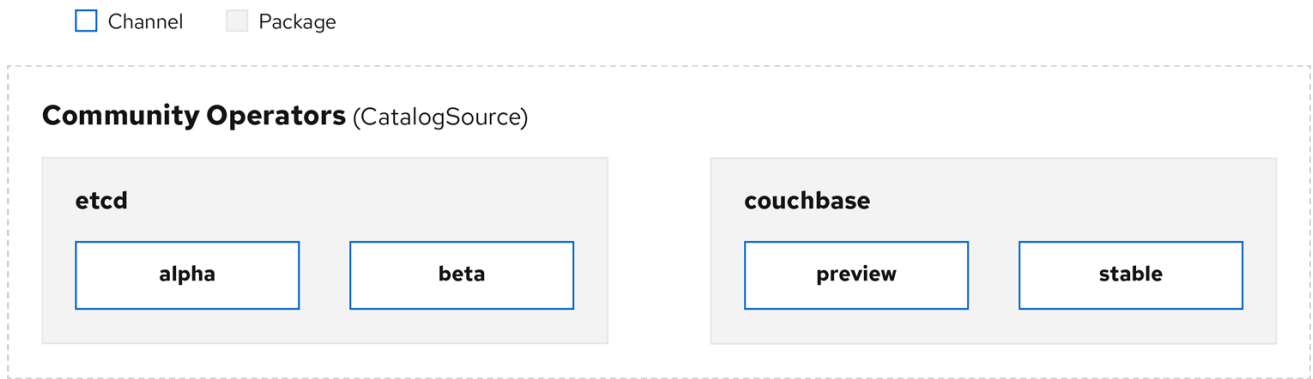 Channel Package
Community Operators (CatalogSource)
etcd
alpha beta
couchbase
preview stable